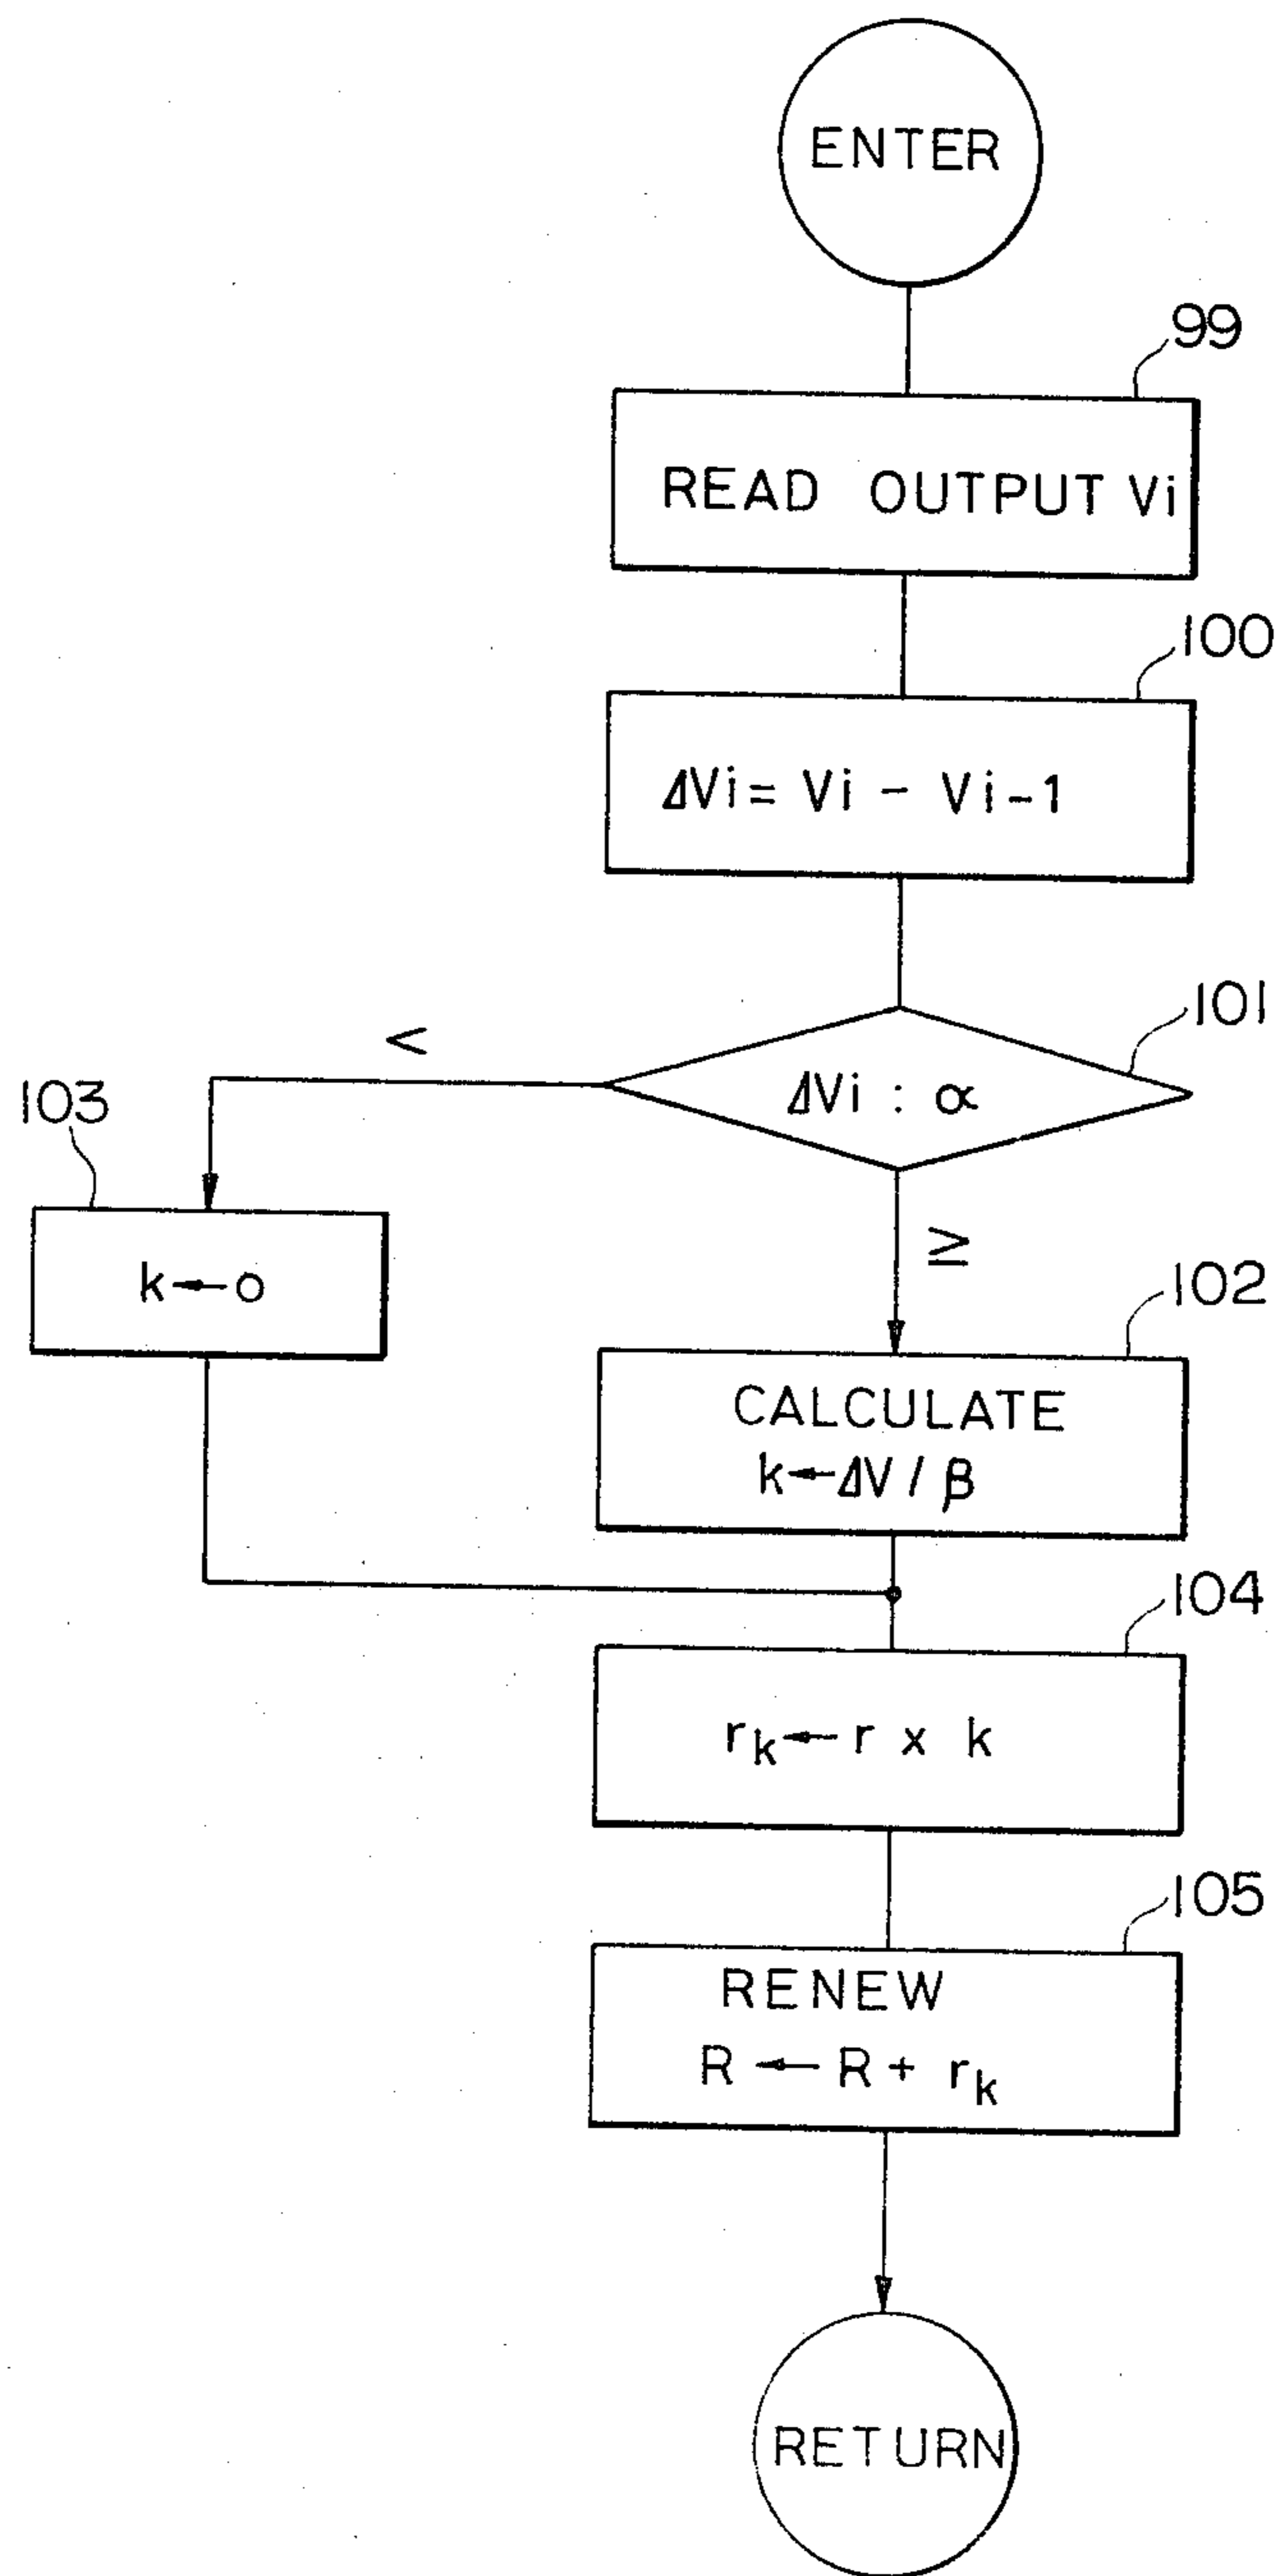 ENTER
99
READ OUTPUT Vi
100
ΔVi = Vi - Vi-1
101
ΔVi : α
<
≥
103
k←0
102
CALCULATE
k←ΔV / β
104
rk←r x k
105
RENEW
R ← R + rk
RETURN